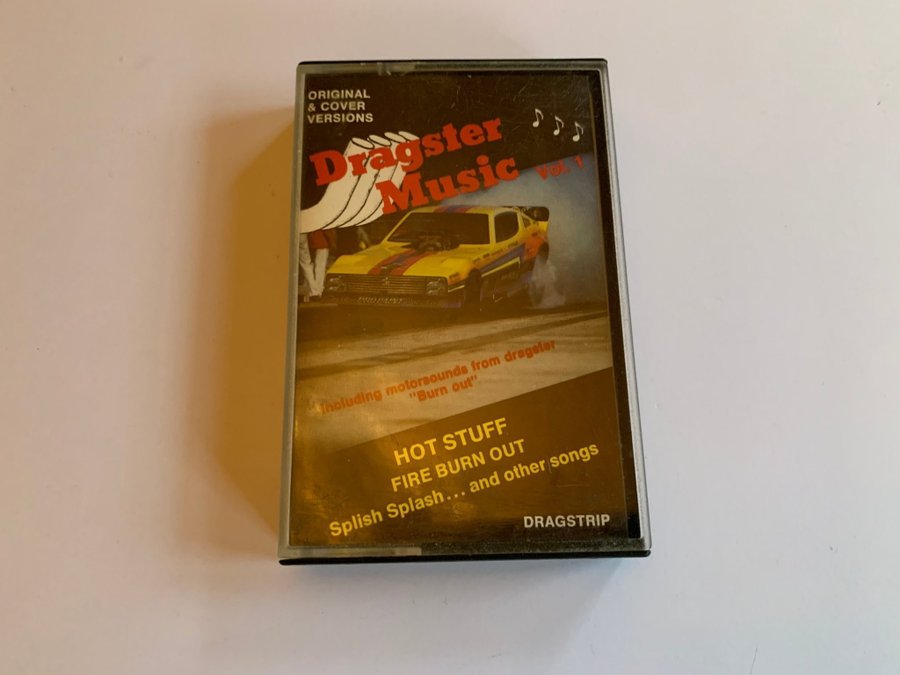 ORIGINAL
& COVER
VERSIONS
Dragster
Music Vol. 1
Including motorsounds from dragster
"Burn out"
HOT STUFF
FIRE BURN OUT
Splish Splash... and other songs
DRAGSTRIP